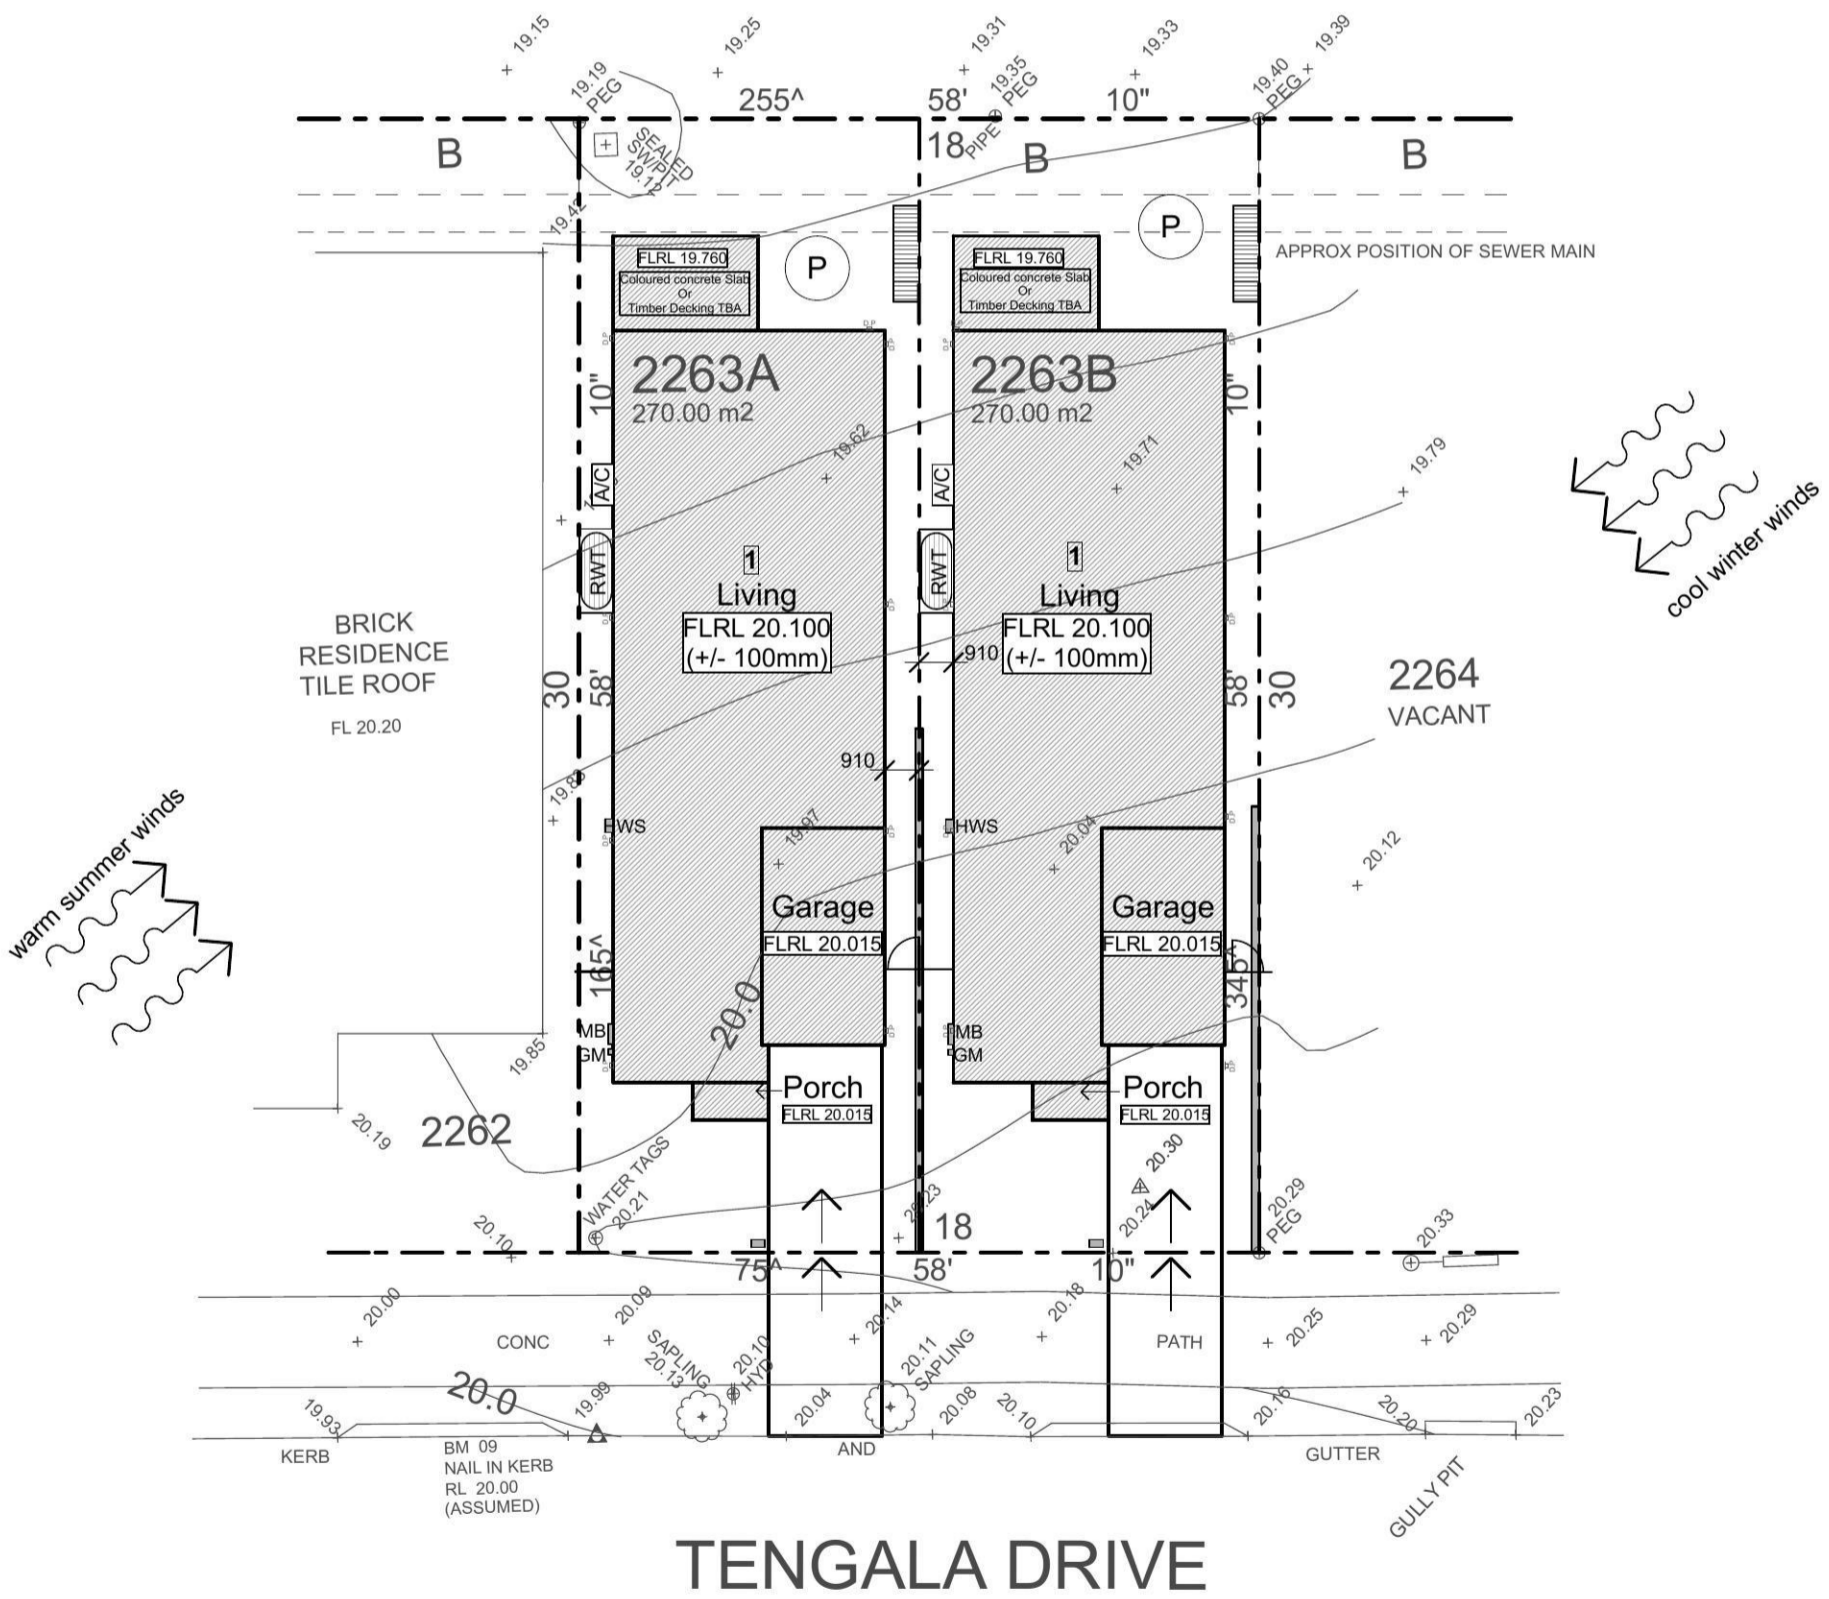 19.15
19.25
19.31
19.33
19.39
19.19
PEG
19.35
PEG
19.40
PEG
255^
58'
10"
18
PIPE
B
B
B
SEALED
SW/PIT
19.12
19.42
P
P
FLRL 19.760
Coloured concrete Slab
Or
Timber Decking TBA
FLRL 19.760
Coloured concrete Slab
Or
Timber Decking TBA
APPROX POSITION OF SEWER MAIN
2263A
270.00 m2
2263B
270.00 m2
10"
10"
19.62
19.71
19.79
A/C
A/C
RWT
RWT
cool winter winds
1
Living
FLRL 20.100
(+/- 100mm)
1
Living
FLRL 20.100
(+/- 100mm)
910
BRICK
RESIDENCE
TILE ROOF
FL 20.20
30
58'
58'
30
2264
VACANT
910
warm summer winds
HWS
HWS
19.97
20.04
20.12
Garage
FLRL 20.015
Garage
FLRL 20.015
165^
345^
20.0
MB
GM
MB
GM
19.85
Porch
FLRL 20.015
Porch
FLRL 20.015
20.19
2262
20.30
WATER TAGS
20.21
20.10
20.23
18
20.24
20.29
PEG
20.33
75^
58'
10"
20.00
20.09
20.14
20.18
20.25
20.29
CONC
PATH
SAPLING
20.13
20.10
HYD
20.11
SAPLING
20.0
19.93
19.99
20.04
20.08
20.10
20.16
20.20
20.23
KERB
AND
GUTTER
BM 09
NAIL IN KERB
RL 20.00
(ASSUMED)
GULLY PIT
TENGALA DRIVE